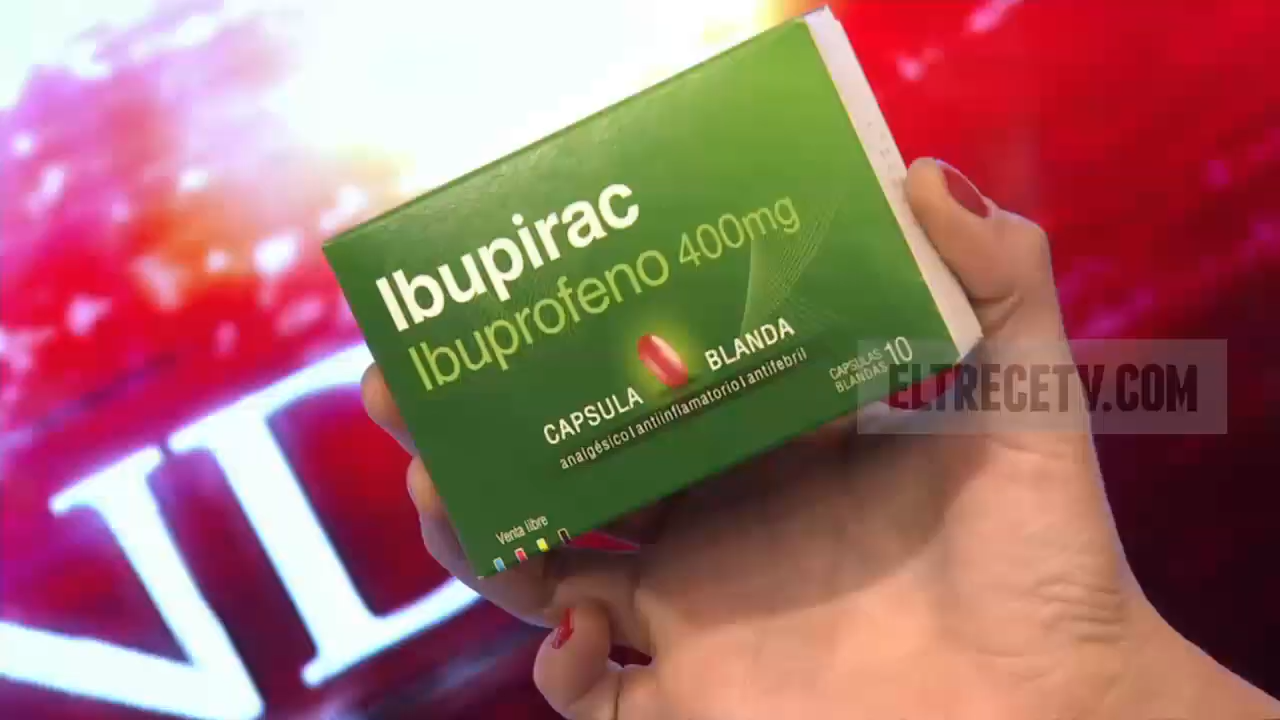 Ibupirac
Ibuprofeno 400mg
CAPSULA BLANDA
analgésico | antiinflamatorio | antifebril
CAPSULAS
BLANDAS 10
Venta libre
ELTRECETV.COM